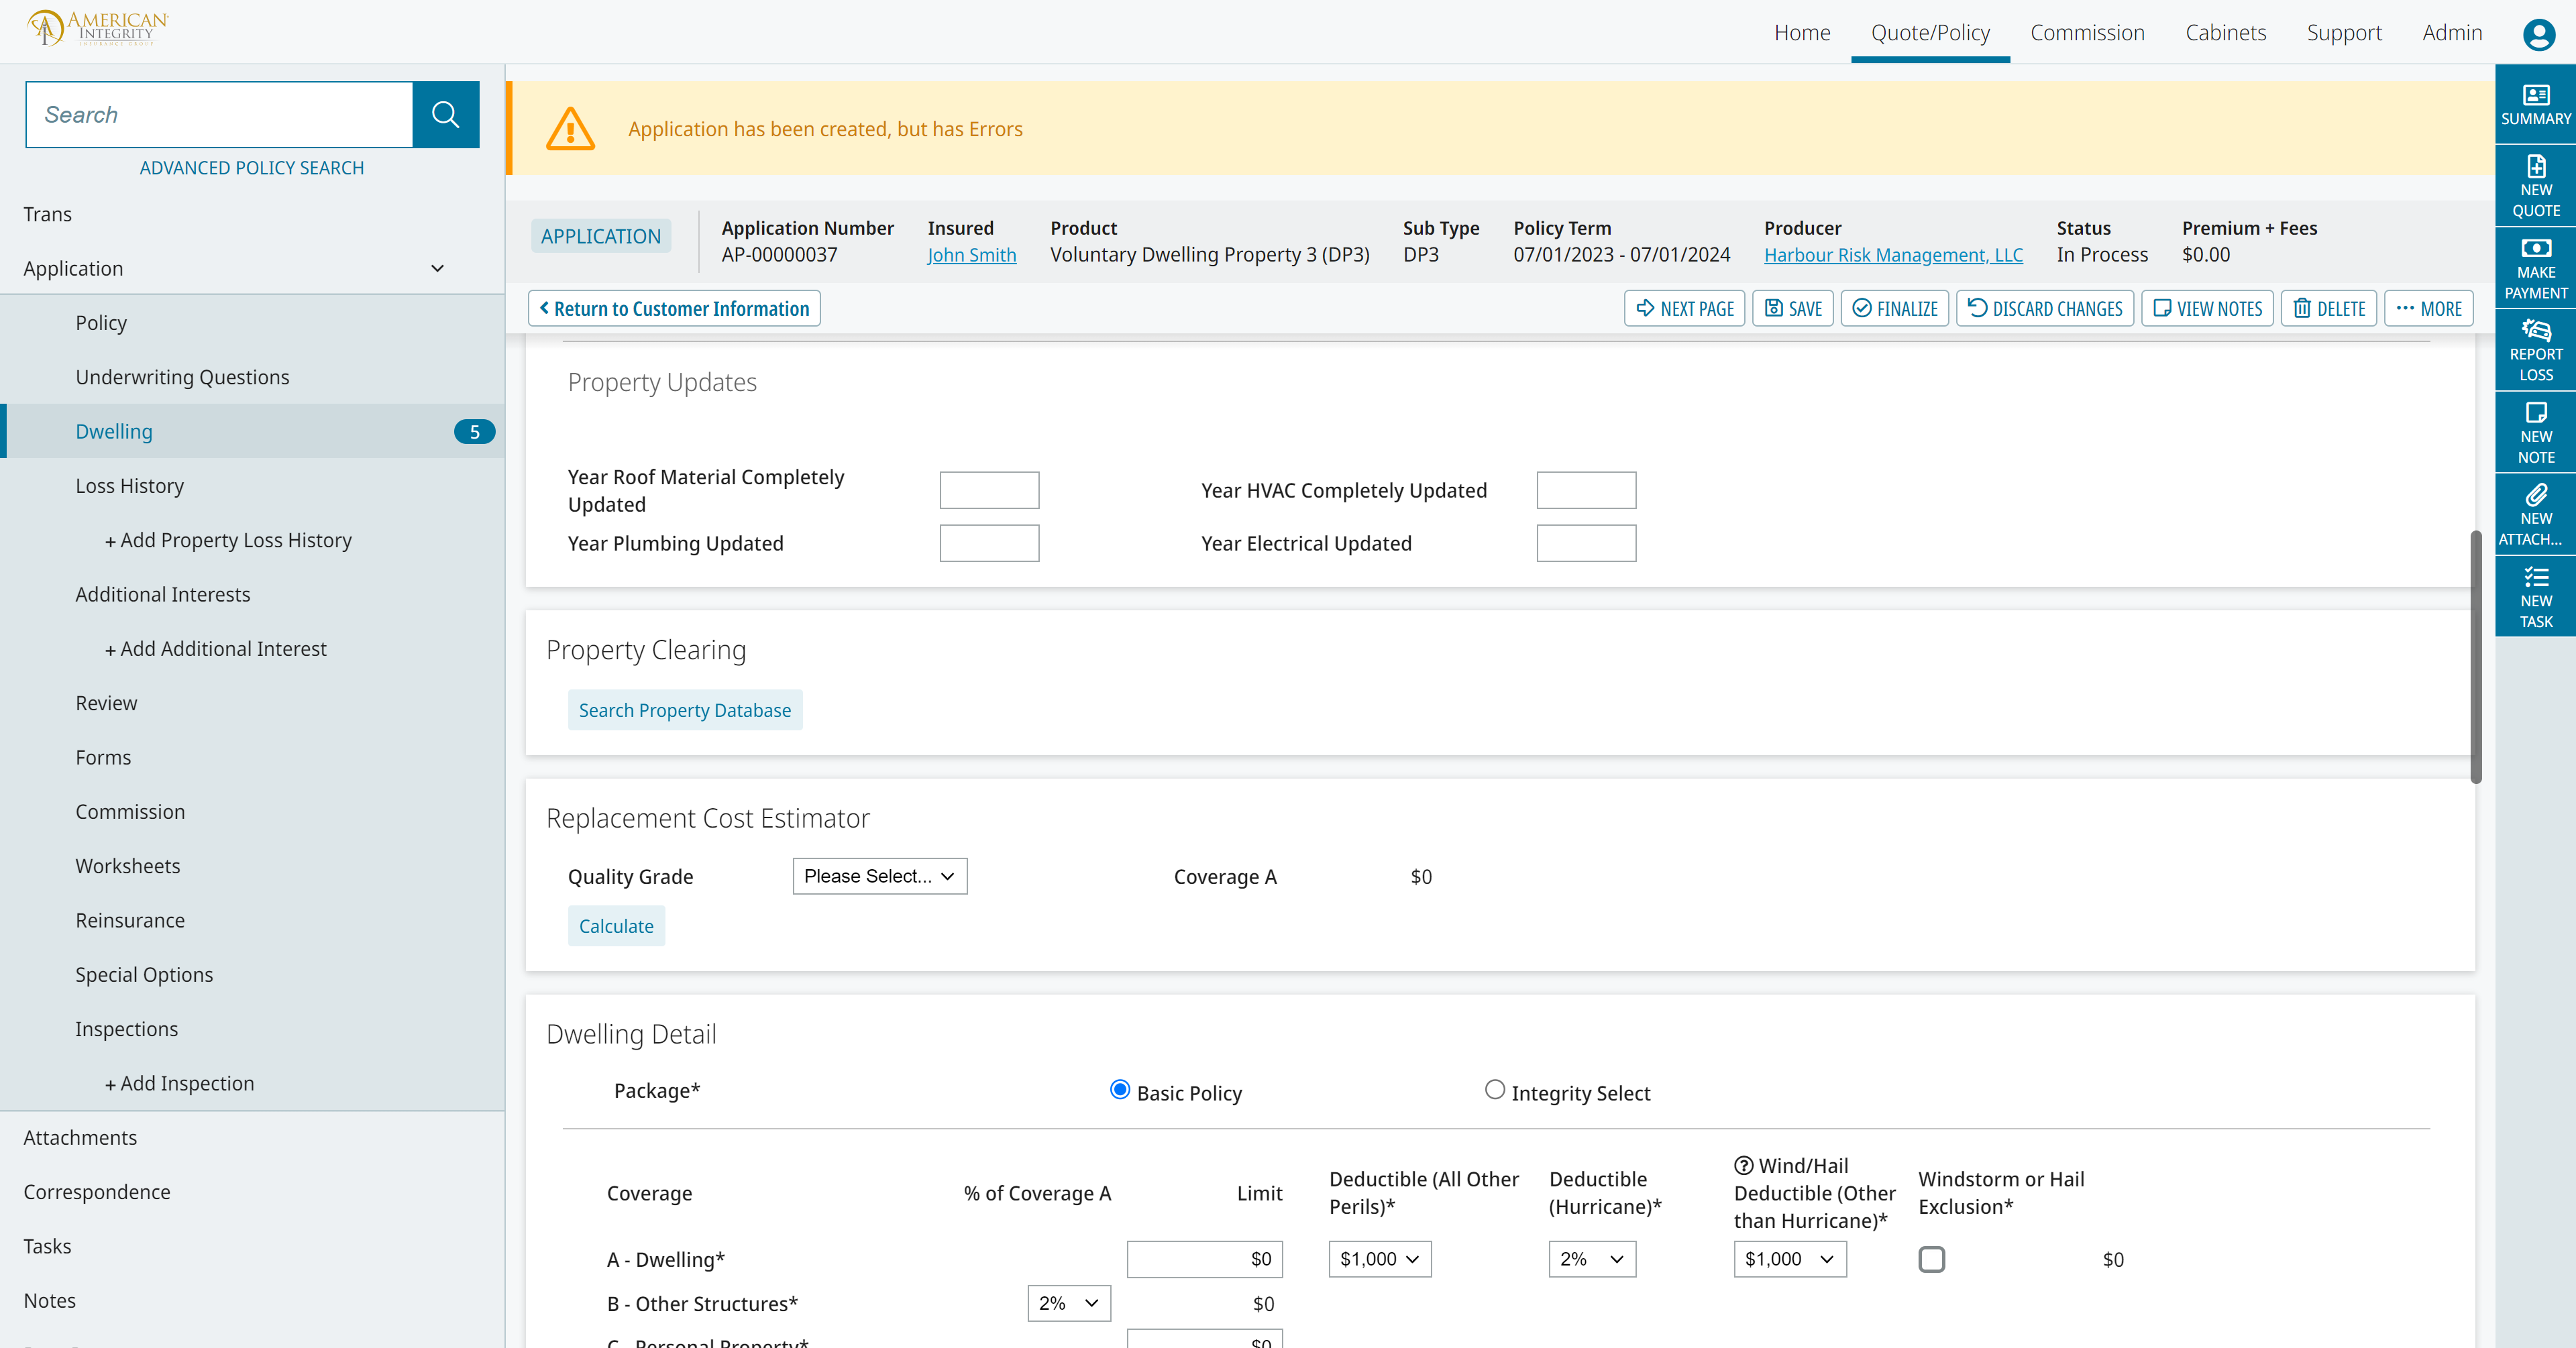 AMERICAN
INTEGRITY
INSURANCE GROUP
Home
Quote/Policy
Commission
Cabinets
Support
Admin
Search
ADVANCED POLICY SEARCH
Trans
Application
Policy
Underwriting Questions
Dwelling
5
Loss History
+ Add Property Loss History
Additional Interests
+ Add Additional Interest
Review
Forms
Commission
Worksheets
Reinsurance
Special Options
Inspections
+ Add Inspection
Attachments
Correspondence
Tasks
Notes
Application has been created, but has Errors
APPLICATION
Application Number
AP-00000037
Insured
John Smith
Product
Voluntary Dwelling Property 3 (DP3)
Sub Type
DP3
Policy Term
07/01/2023 - 07/01/2024
Producer
Harbour Risk Management, LLC
Status
In Process
Premium + Fees
$0.00
Return to Customer Information
NEXT PAGE
SAVE
FINALIZE
DISCARD CHANGES
VIEW NOTES
DELETE
MORE
Property Updates
Year Roof Material Completely
Updated
Year HVAC Completely Updated
Year Plumbing Updated
Year Electrical Updated
Property Clearing
Search Property Database
Replacement Cost Estimator
Quality Grade
Please Select...
Coverage A
$0
Calculate
Dwelling Detail
Package*
Basic Policy
Integrity Select
Coverage
% of Coverage A
Limit
Deductible (All Other
Perils)*
Deductible
(Hurricane)*
Wind/Hail
Deductible (Other
than Hurricane)*
Windstorm or Hail
Exclusion*
A - Dwelling*
$0
$1,000
2%
$1,000
$0
B - Other Structures*
2%
$0
C - Personal Property*
$0
SUMMARY
NEW
QUOTE
MAKE
PAYMENT
REPORT
LOSS
NEW
NOTE
NEW
ATTACH...
NEW
TASK